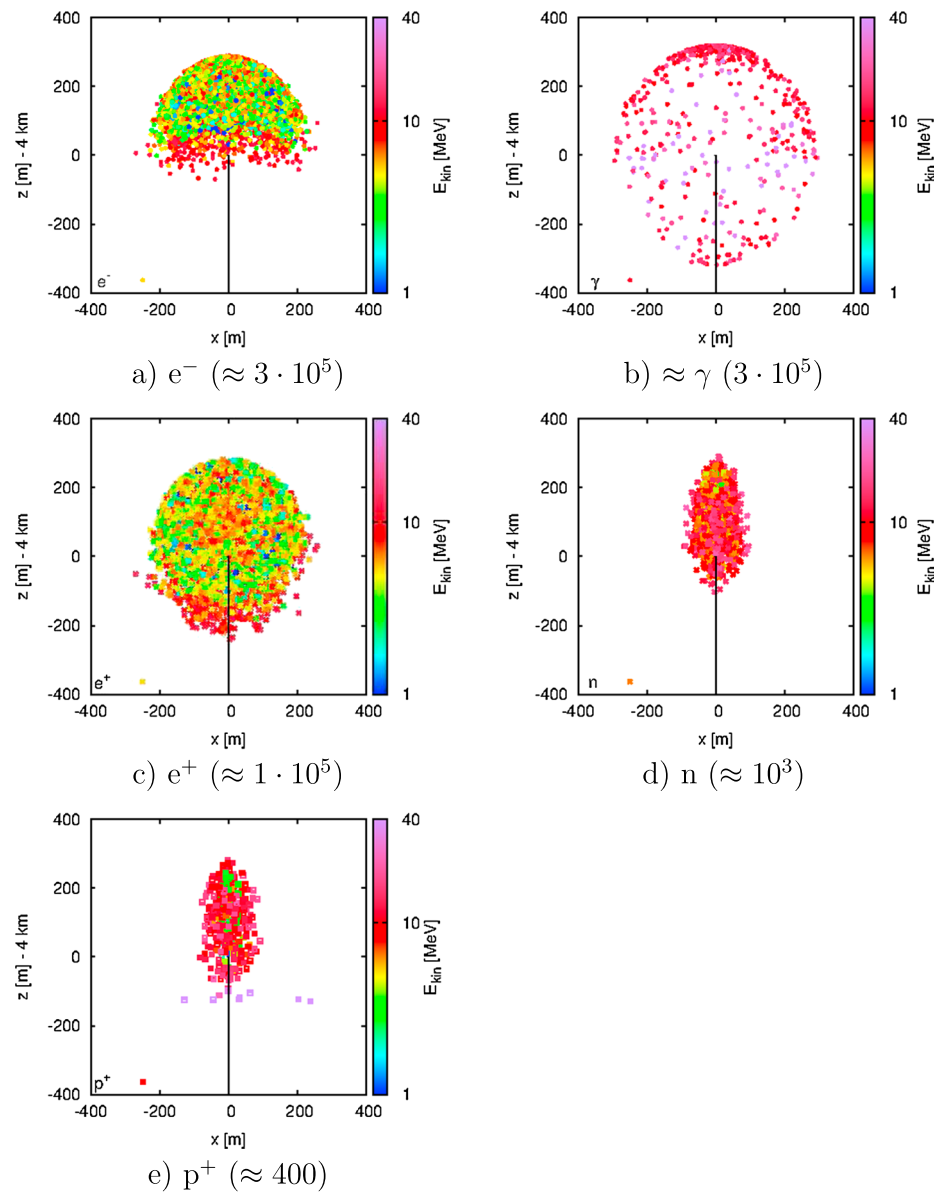 400
200
0
-200
-400
z [m] - 4 km
-400 -200 0 200 400
x [m]
e⁻
40
10
1
E_kin [MeV]
a) e⁻ (≈ 3 · 10⁵)
400
200
0
-200
-400
z [m] - 4 km
-400 -200 0 200 400
x [m]
γ
40
10
1
E_kin [MeV]
b) ≈ γ (3 · 10⁵)
400
200
0
-200
-400
z [m] - 4 km
-400 -200 0 200 400
x [m]
e⁺
40
10
1
E_kin [MeV]
c) e⁺ (≈ 1 · 10⁵)
400
200
0
-200
-400
z [m] - 4 km
-400 -200 0 200 400
x [m]
n
40
10
1
E_kin [MeV]
d) n (≈ 10³)
400
200
0
-200
-400
z [m] - 4 km
-400 -200 0 200 400
x [m]
p⁺
40
10
1
E_kin [MeV]
e) p⁺ (≈ 400)